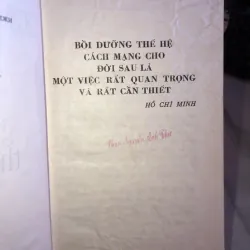 BỒI DƯỠNG THẾ HỆ
CÁCH MẠNG CHO
ĐỜI SAU LÀ
MỘT VIỆC RẤT QUAN TRỌNG
VÀ RẤT CẦN THIẾT
HỒ CHÍ MINH